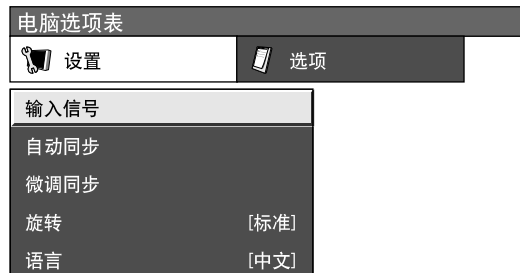 电脑选项表
设置 选项
输入信号
自动同步
微调同步
旋转 [标准]
语言 [中文]